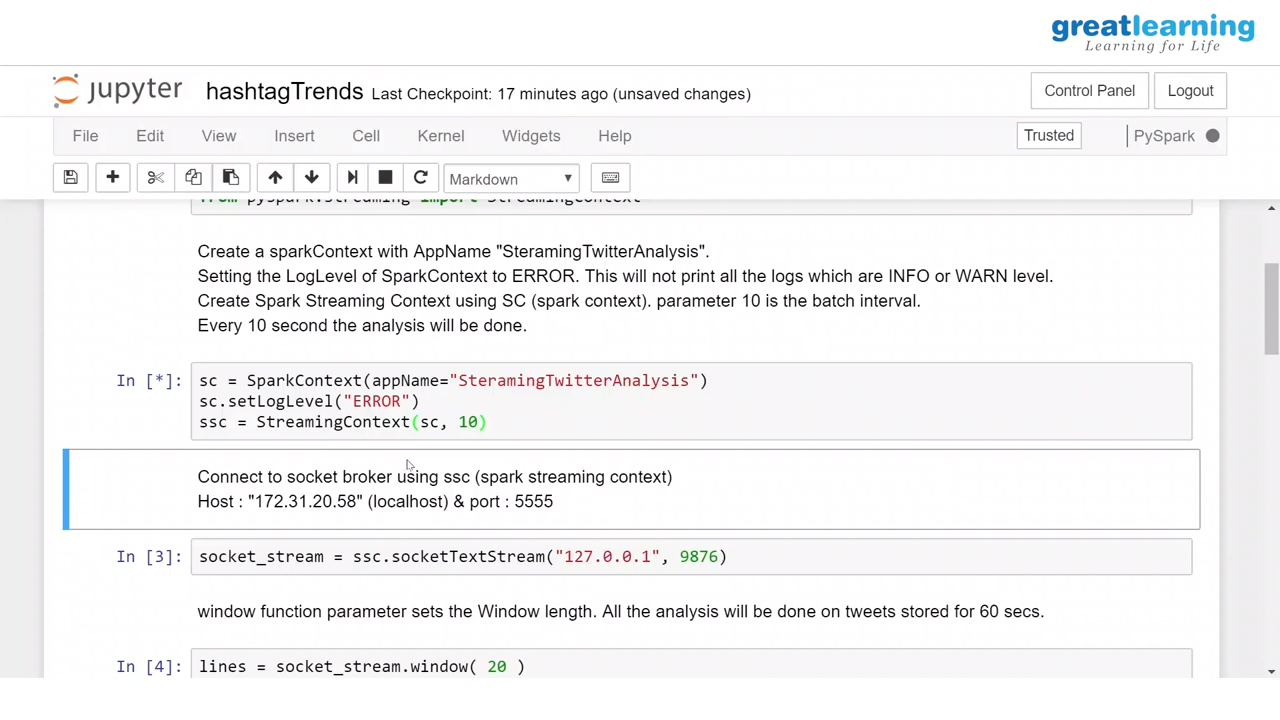 greatlearning
Learning for Life
jupyter hashtagTrends Last Checkpoint: 17 minutes ago (unsaved changes) Control Panel Logout
File Edit View Insert Cell Kernel Widgets Help Trusted PySpark
Markdown
from pyspark.streaming import StreamingContext
Create a sparkContext with AppName "SteramingTwitterAnalysis".
Setting the LogLevel of SparkContext to ERROR. This will not print all the logs which are INFO or WARN level.
Create Spark Streaming Context using SC (spark context). parameter 10 is the batch interval.
Every 10 second the analysis will be done.
In [*]: sc = SparkContext(appName="SteramingTwitterAnalysis")
sc.setLogLevel("ERROR")
ssc = StreamingContext(sc, 10)
Connect to socket broker using ssc (spark streaming context)
Host : "172.31.20.58" (localhost) & port : 5555
In [3]: socket_stream = ssc.socketTextStream("127.0.0.1", 9876)
window function parameter sets the Window length. All the analysis will be done on tweets stored for 60 secs.
In [4]: lines = socket_stream.window( 20 )